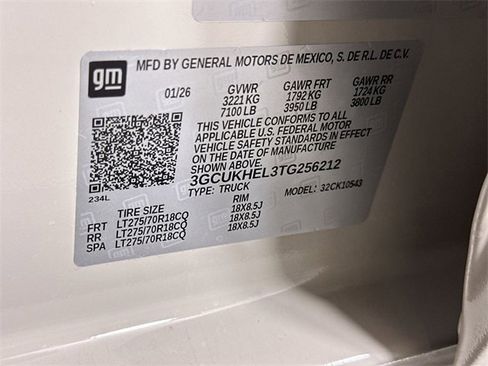 gm
MFD BY GENERAL MOTORS DE MEXICO, S. DE R.L. DE C.V.
01/26 GVWR GAWR FRT GAWR RR
3221 KG 1792 KG 1724 KG
7100 LB 3950 LB 3800 LB
THIS VEHICLE CONFORMS TO ALL
APPLICABLE U.S. FEDERAL MOTOR
VEHICLE SAFETY STANDARDS IN EFFECT
ON THE DATE OF MANUFACTURE
SHOWN ABOVE.
3GCUKHEL3TG256212
TYPE: TRUCK MODEL: 32CK10543
234L
TIRE SIZE RIM
FRT LT275/70R18CQ 18X8.5J
RR LT275/70R18CQ 18X8.5J
SPA LT275/70R18CQ 18X8.5J